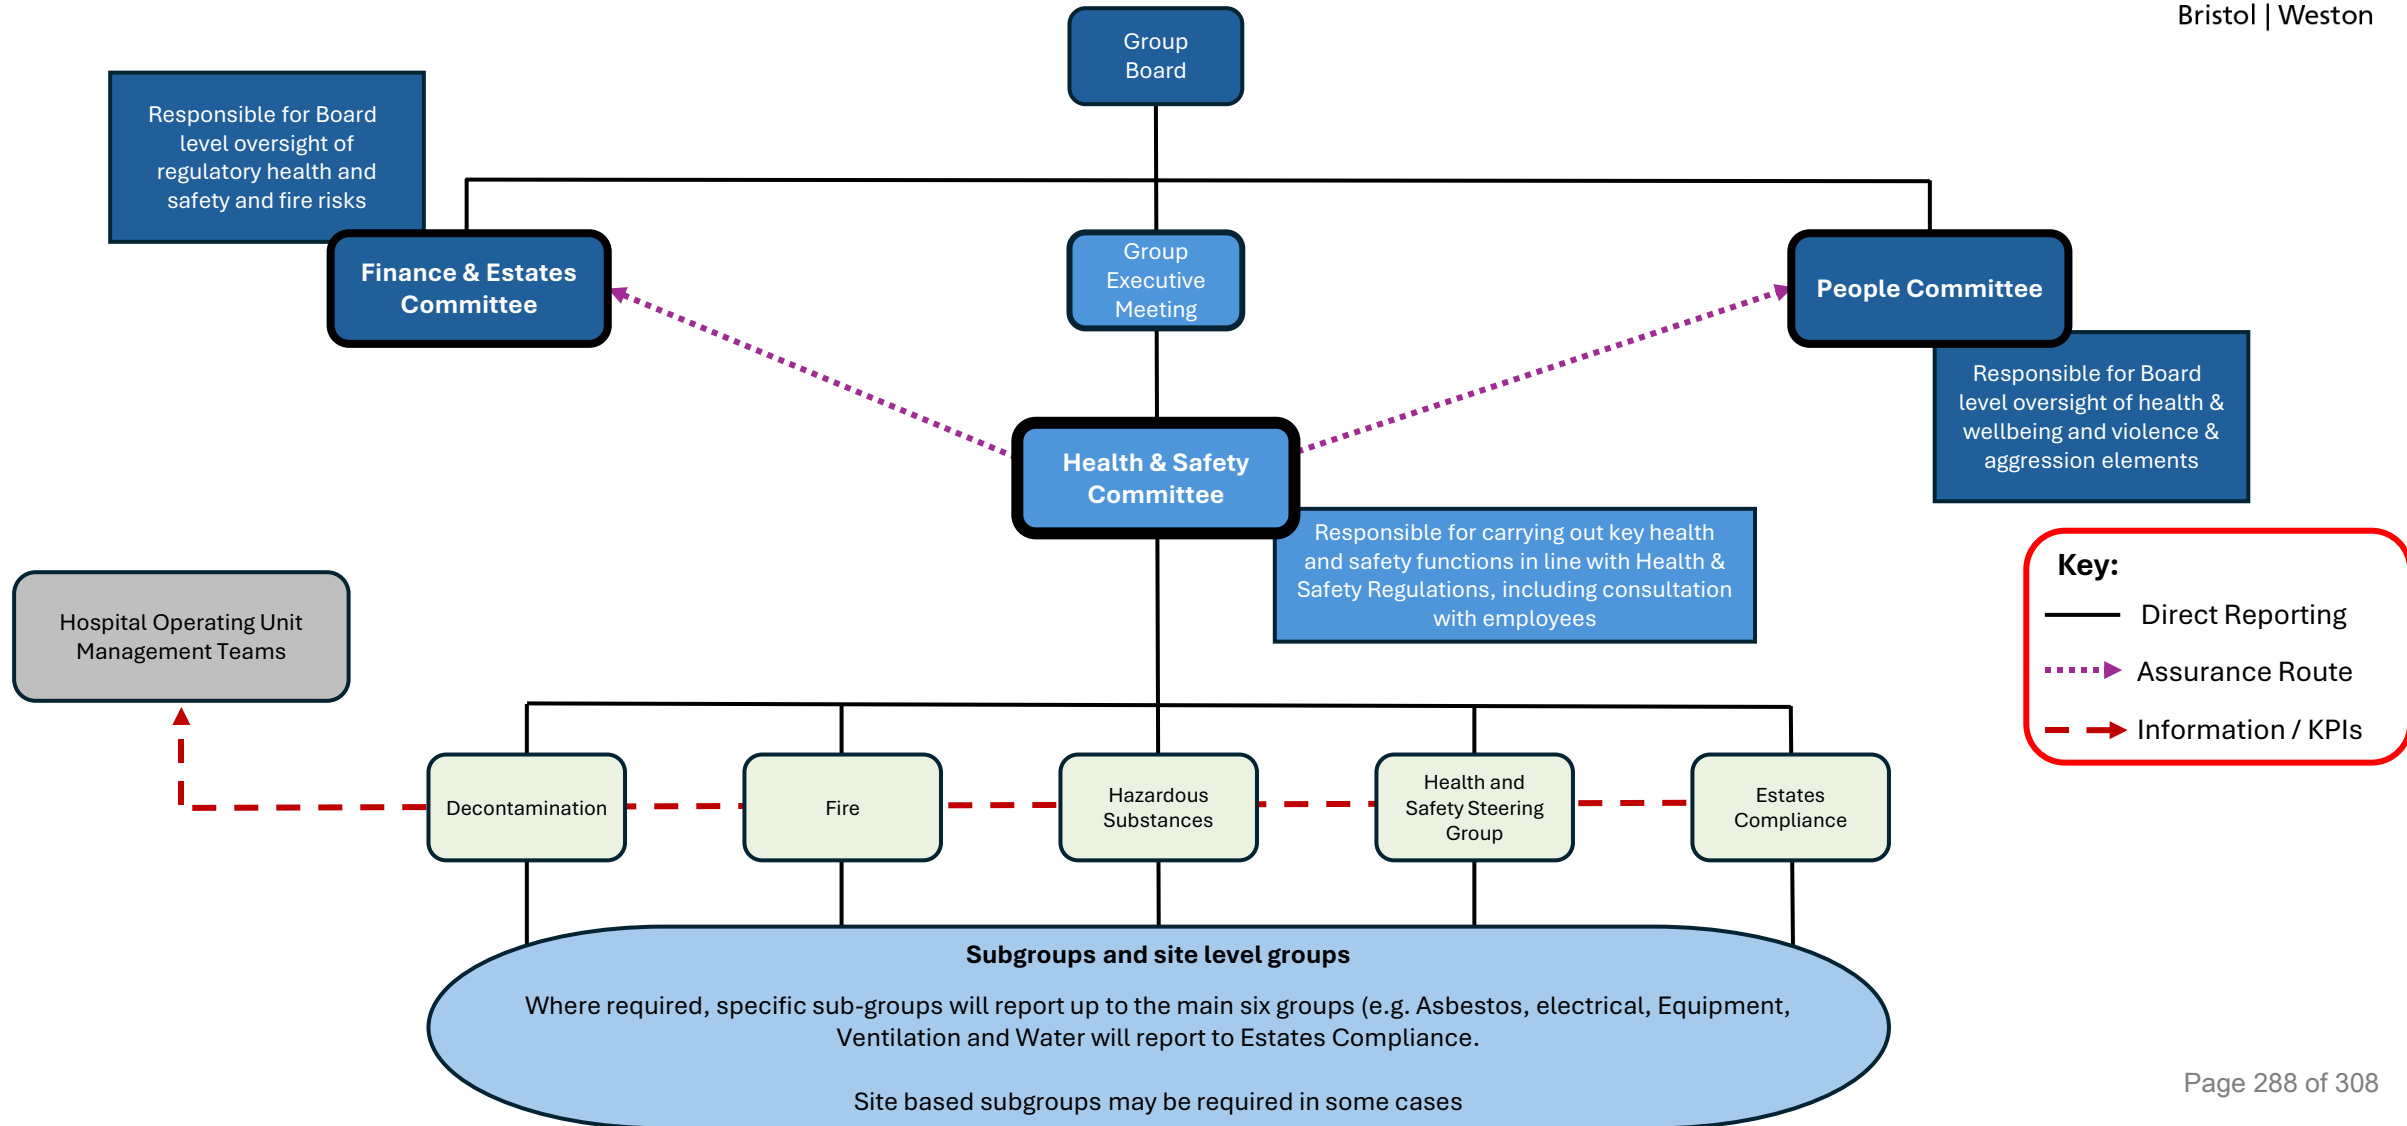 Bristol | Weston
Group
Board
Responsible for Board
level oversight of
regulatory health and
safety and fire risks
Finance & Estates
Committee
Group
Executive
Meeting
People Committee
Responsible for Board
level oversight of health &
wellbeing and violence &
aggression elements
Health & Safety
Committee
Responsible for carrying out key health
and safety functions in line with Health &
Safety Regulations, including consultation
with employees
Key:
Direct Reporting
Assurance Route
Information / KPIs
Hospital Operating Unit
Management Teams
Decontamination
Fire
Hazardous
Substances
Health and
Safety Steering
Group
Estates
Compliance
Subgroups and site level groups
Where required, specific sub-groups will report up to the main six groups (e.g. Asbestos, electrical, Equipment,
Ventilation and Water will report to Estates Compliance.
Site based subgroups may be required in some cases
Page 288 of 308